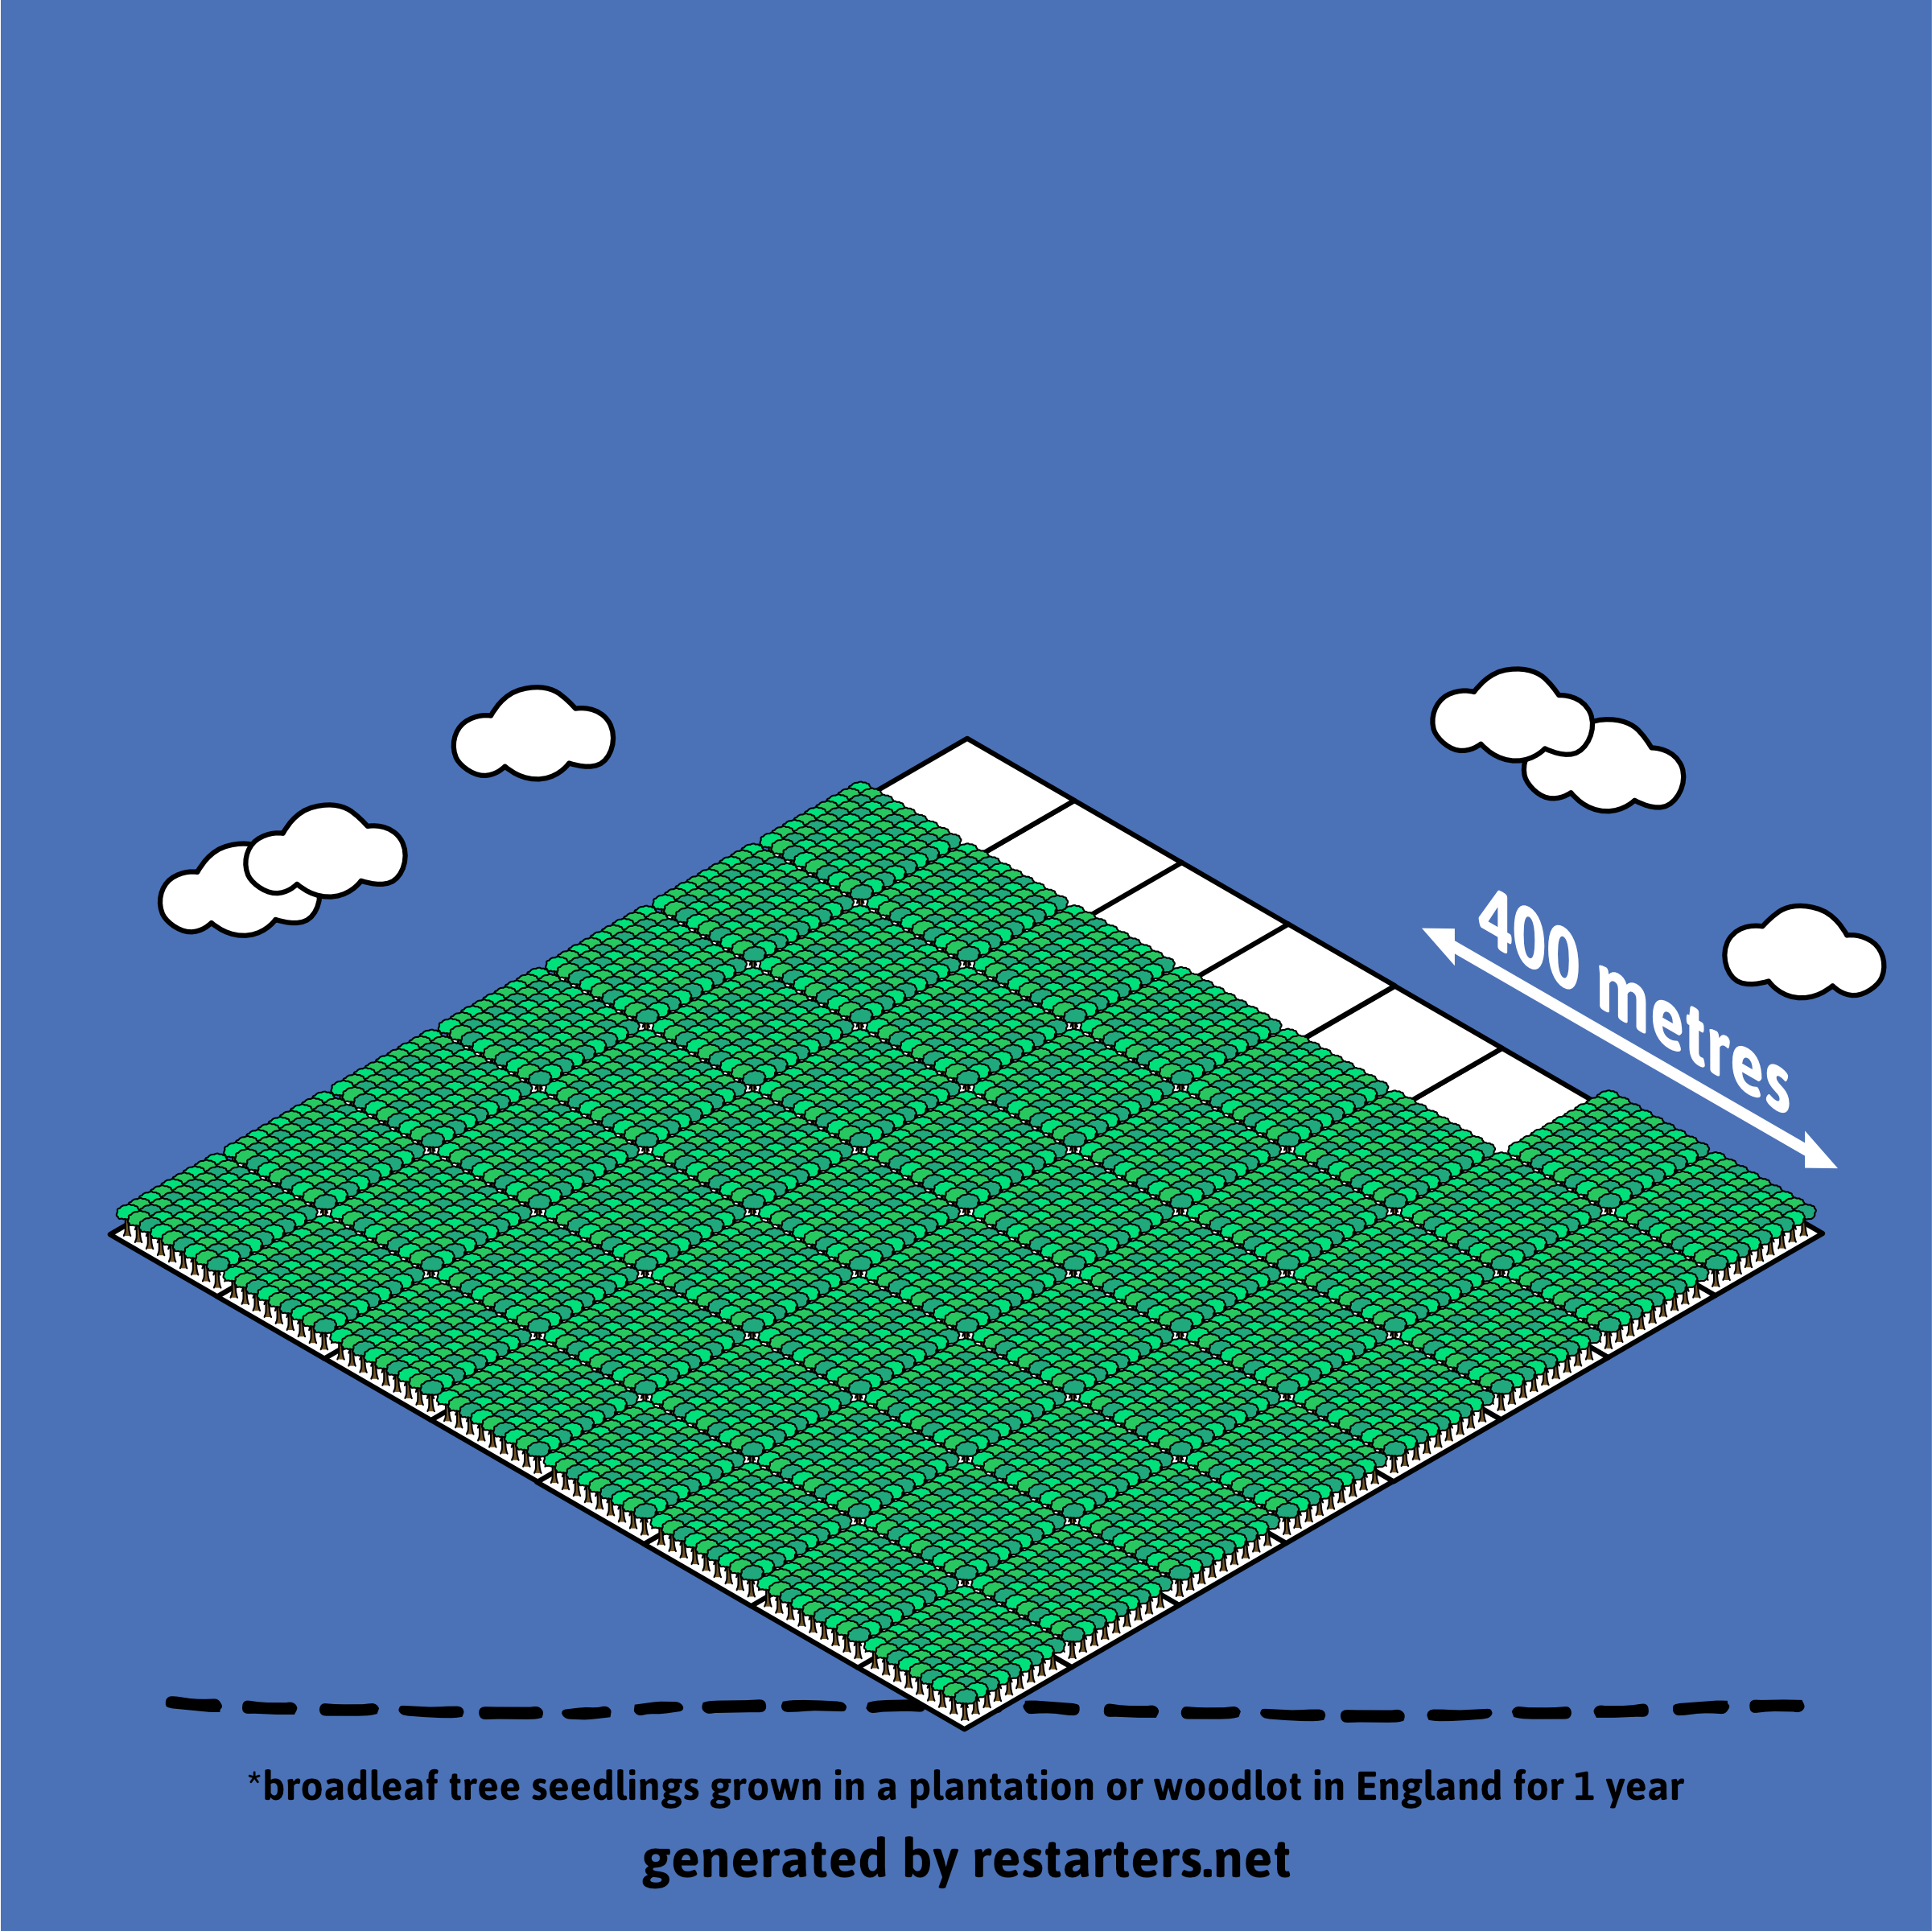 400 metres
*broadleaf tree seedlings grown in a plantation or woodlot in England for 1 year
generated by restarters.net